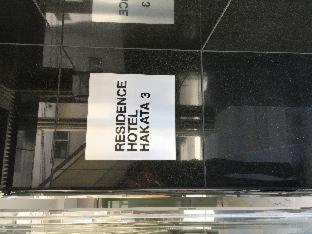 RESIDENCE
HOTEL
HAKATA 3